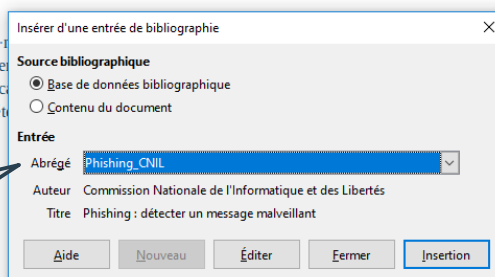 Insérer d'une entrée de bibliographie
Source bibliographique
Base de données bibliographique
Contenu du document
Entrée
Abrégé Phishing_CNIL
Auteur Commission Nationale de l'Informatique et des Libertés
Titre Phishing : détecter un message malveillant
Aide Nouveau Éditer Fermer Insertion